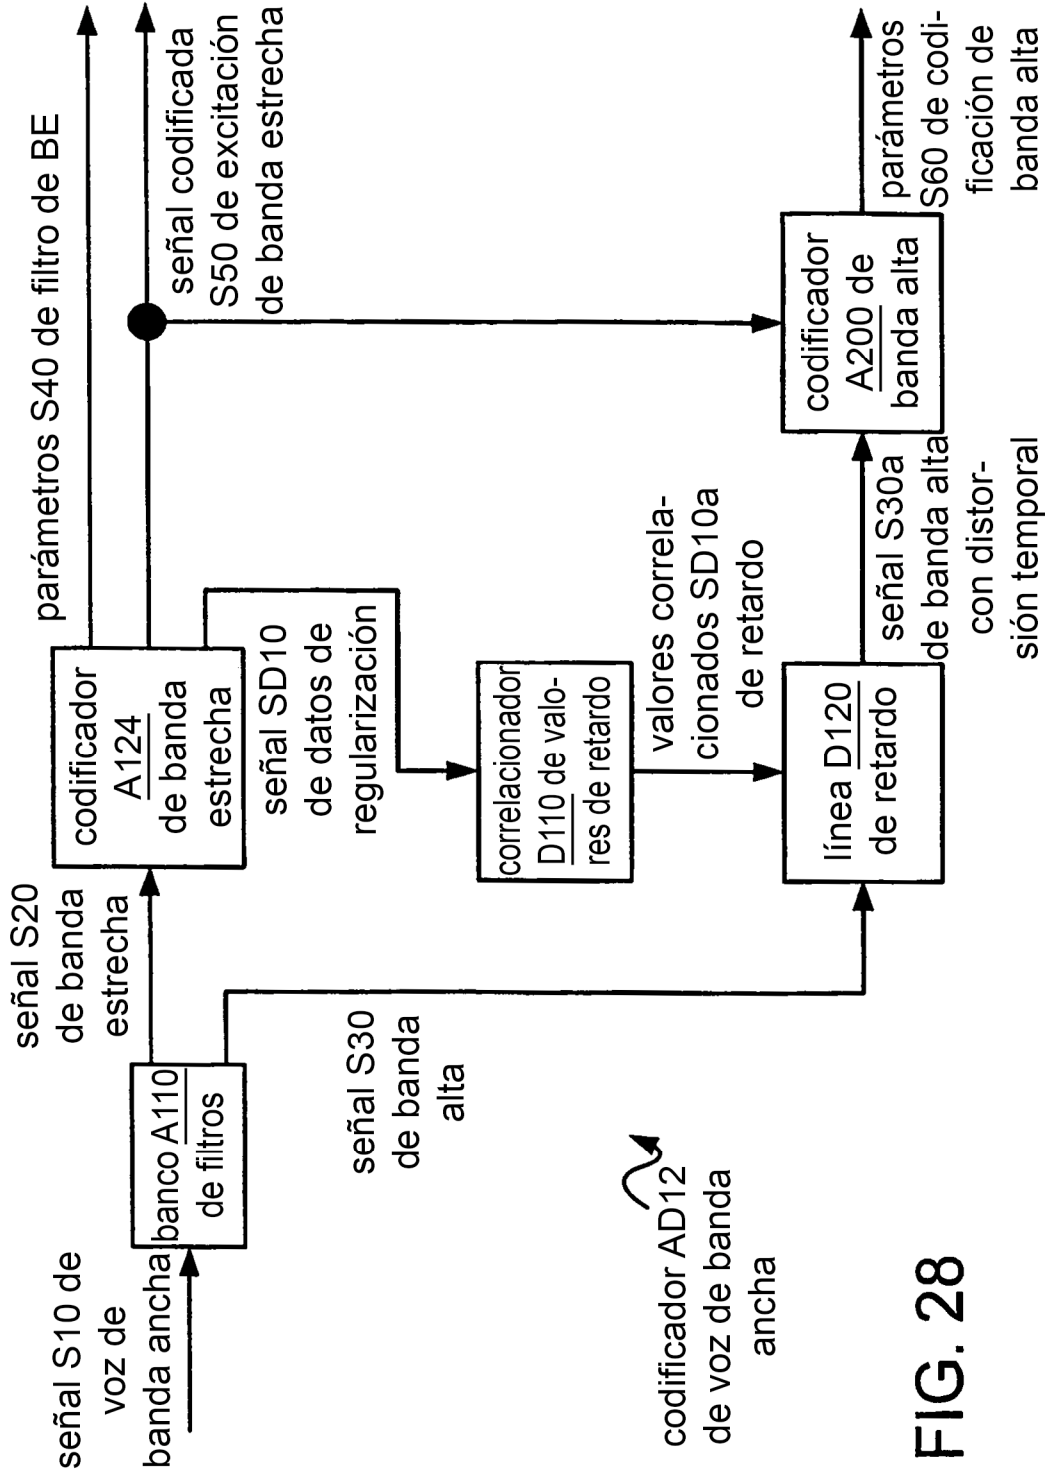 señal S10 de
voz de
banda ancha
banco A110
de filtros
señal S20
de banda
estrecha
señal S30
de banda
alta
codificador
A124
de banda
estrecha
parámetros S40 de filtro de BE
señal codificada
S50 de excitación
de banda estrecha
señal SD10
de datos de
regularización
correlacionador
D110 de valo-
res de retardo
valores correla-
cionados SD10a
de retardo
línea D120
de retardo
señal S30a
de banda alta
con distor-
sión temporal
codificador
A200 de
banda alta
parámetros
S60 de codi-
ficación de
banda alta
codificador AD12
de voz de banda
ancha
FIG. 28